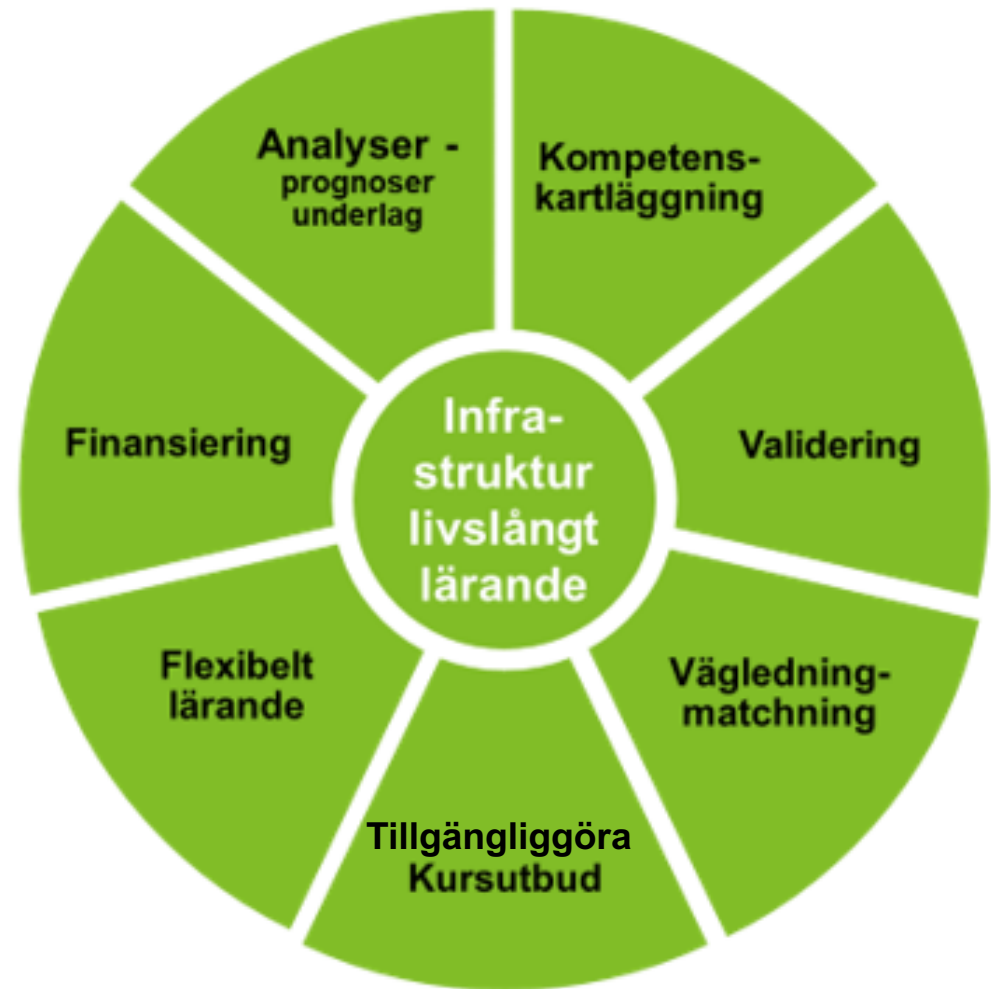 Analyser -
prognoser
underlag
Kompetens-
kartläggning
Validering
Vägledning-
matchning
Tillgängliggöra
Kursutbud
Flexibelt
lärande
Finansiering
Infra-
struktur
livslångt
lärande